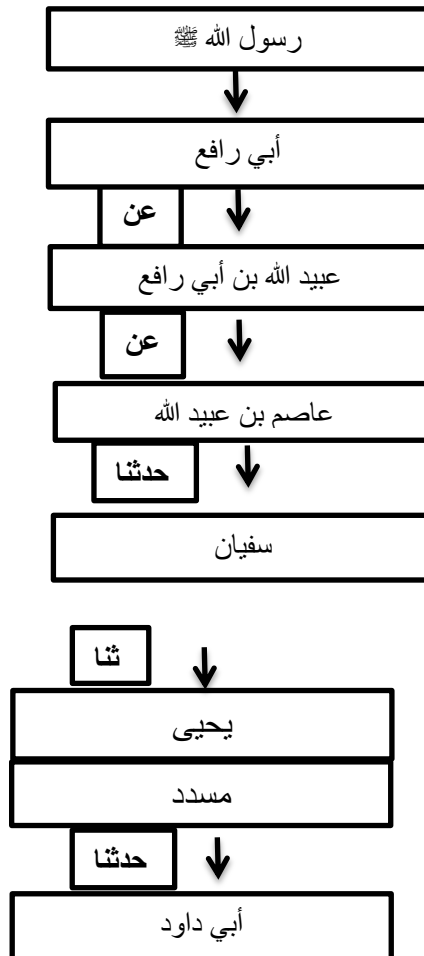 رسول الله ﷺ
أبي رافع
عن
عبيد الله بن أبي رافع
عن
عاصم بن عبيد الله
حدثنا
سفيان
ثنا
يحيى
مسدد
حدثنا
أبي داود